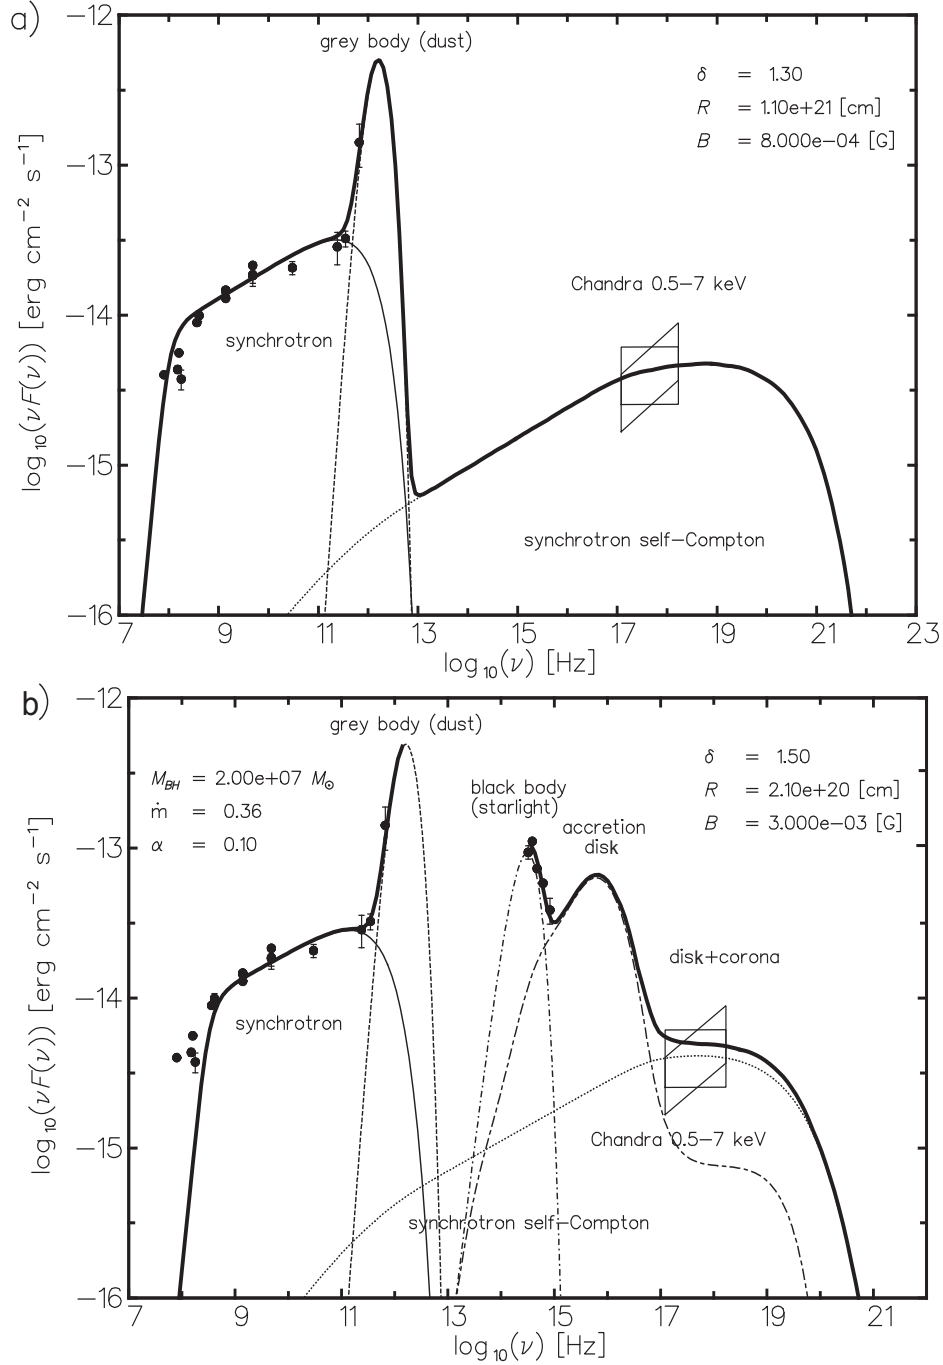 a)
−12
−13
−14
−15
−16
log₁₀(νF(ν)) [erg cm⁻² s⁻¹]
grey body (dust)
δ = 1.30
R = 1.10e+21 [cm]
B = 8.000e−04 [G]
Chandra 0.5−7 keV
synchrotron
synchrotron self−Compton
7 9 11 13 15 17 19 21 23
log₁₀(ν) [Hz]
b)
−12
−13
−14
−15
−16
log₁₀(νF(ν)) [erg cm⁻² s⁻¹]
grey body (dust)
M_BH = 2.00e+07 M☉
ṁ = 0.36
α = 0.10
δ = 1.50
R = 2.10e+20 [cm]
B = 3.000e−03 [G]
black body
(starlight)
accretion
disk
disk+corona
synchrotron
Chandra 0.5−7 keV
synchrotron self−Compton
7 9 11 13 15 17 19 21
log₁₀(ν) [Hz]